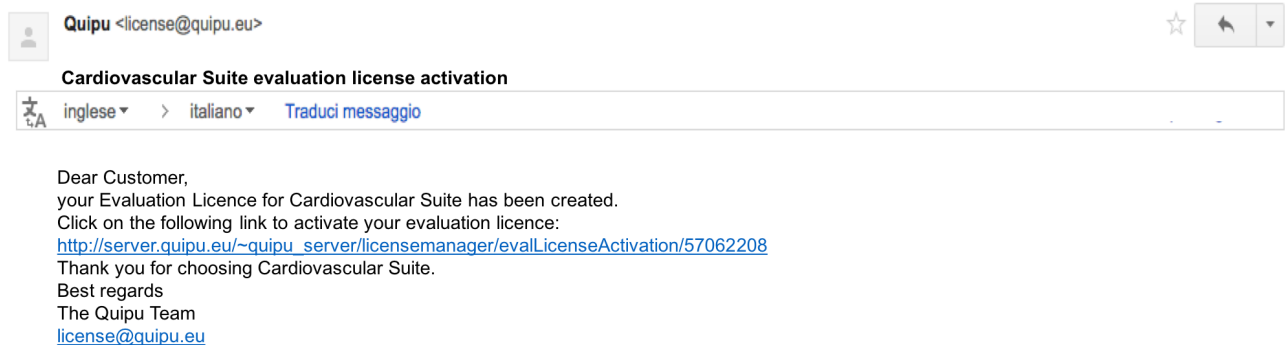 Quipu <license@quipu.eu>
Cardiovascular Suite evaluation license activation
inglese > italiano Traduci messaggio
Dear Customer,
your Evaluation Licence for Cardiovascular Suite has been created.
Click on the following link to activate your evaluation licence:
http://server.quipu.eu/~quipu_server/licensemanager/evalLicenseActivation/57062208
Thank you for choosing Cardiovascular Suite.
Best regards
The Quipu Team
license@quipu.eu